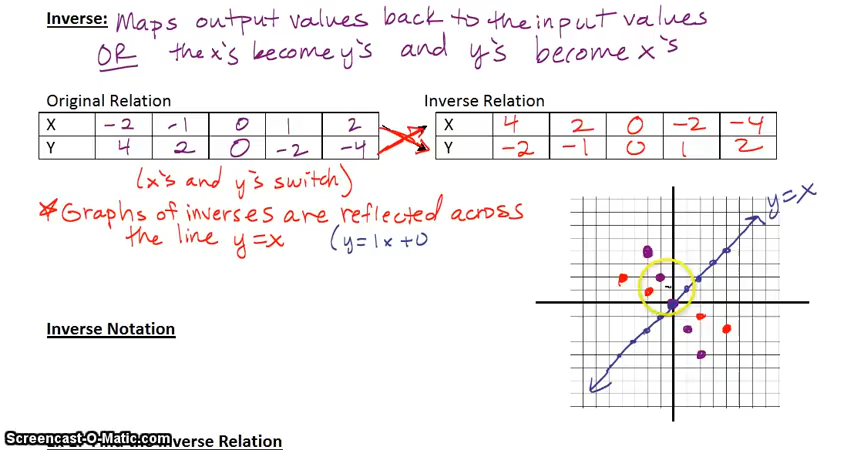 Inverse: Maps output values back to the input values
OR the x's become y's and y's become x's
Original Relation
X -2 -1 0 1 2
Y 4 2 0 -2 -4
Inverse Relation
X 4 2 0 -2 -4
Y -2 -1 0 1 2
(x's and y's switch)
* Graphs of inverses are reflected across
the line y=x (y=1x+0
y=x
Inverse Notation
Screencast-O-Matic.com
Find the Inverse Relation